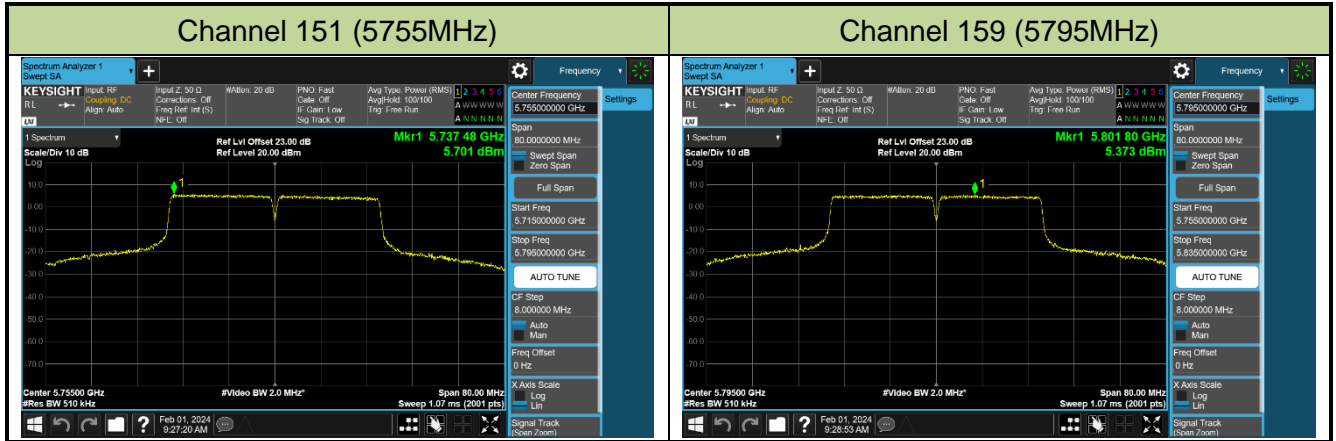 Channel 151 (5755MHz)
Channel 159 (5795MHz)
Spectrum Analyzer 1
Swept SA
+
Frequency
KEYSIGHT
RL
LXI
Input: RF
Coupling: DC
Align: Auto
Input Z: 50 Ω
Corrections: Off
Freq Ref: Int (S)
NFE: Off
#Atten: 20 dB
PNO: Fast
Gate: Off
IF Gain: Low
Sig Track: Off
Avg Type: Power (RMS)
Avg|Hold: 100/100
Trig: Free Run
1 2 3 4 5 6
A W W W W W
A N N N N N
1 Spectrum
Scale/Div 10 dB
Log
Ref Lvl Offset 23.00 dB
Ref Level 20.00 dBm
Mkr1 5.737 48 GHz
5.701 dBm
1
10.0
0.00
-10.0
-20.0
-30.0
-40.0
-50.0
-60.0
-70.0
Center 5.75500 GHz
#Res BW 510 kHz
#Video BW 2.0 MHz*
Span 80.00 MHz
Sweep 1.07 ms (2001 pts)
Feb 01, 2024
9:27:20 AM
Center Frequency
5.755000000 GHz
Span
80.0000000 MHz
Swept Span
Zero Span
Full Span
Start Freq
5.715000000 GHz
Stop Freq
5.795000000 GHz
AUTO TUNE
CF Step
8.000000 MHz
Auto
Man
Freq Offset
0 Hz
X Axis Scale
Log
Lin
Signal Track
(Span Zoom)
Settings
Spectrum Analyzer 1
Swept SA
+
Frequency
KEYSIGHT
RL
LXI
Input: RF
Coupling: DC
Align: Auto
Input Z: 50 Ω
Corrections: Off
Freq Ref: Int (S)
NFE: Off
#Atten: 20 dB
PNO: Fast
Gate: Off
IF Gain: Low
Sig Track: Off
Avg Type: Power (RMS)
Avg|Hold: 100/100
Trig: Free Run
1 2 3 4 5 6
A W W W W W
A N N N N N
1 Spectrum
Scale/Div 10 dB
Log
Ref Lvl Offset 23.00 dB
Ref Level 20.00 dBm
Mkr1 5.801 80 GHz
5.373 dBm
1
10.0
0.00
-10.0
-20.0
-30.0
-40.0
-50.0
-60.0
-70.0
Center 5.79500 GHz
#Res BW 510 kHz
#Video BW 2.0 MHz*
Span 80.00 MHz
Sweep 1.07 ms (2001 pts)
Feb 01, 2024
9:28:53 AM
Center Frequency
5.795000000 GHz
Span
80.0000000 MHz
Swept Span
Zero Span
Full Span
Start Freq
5.755000000 GHz
Stop Freq
5.835000000 GHz
AUTO TUNE
CF Step
8.000000 MHz
Auto
Man
Freq Offset
0 Hz
X Axis Scale
Log
Lin
Signal Track
(Span Zoom)
Settings